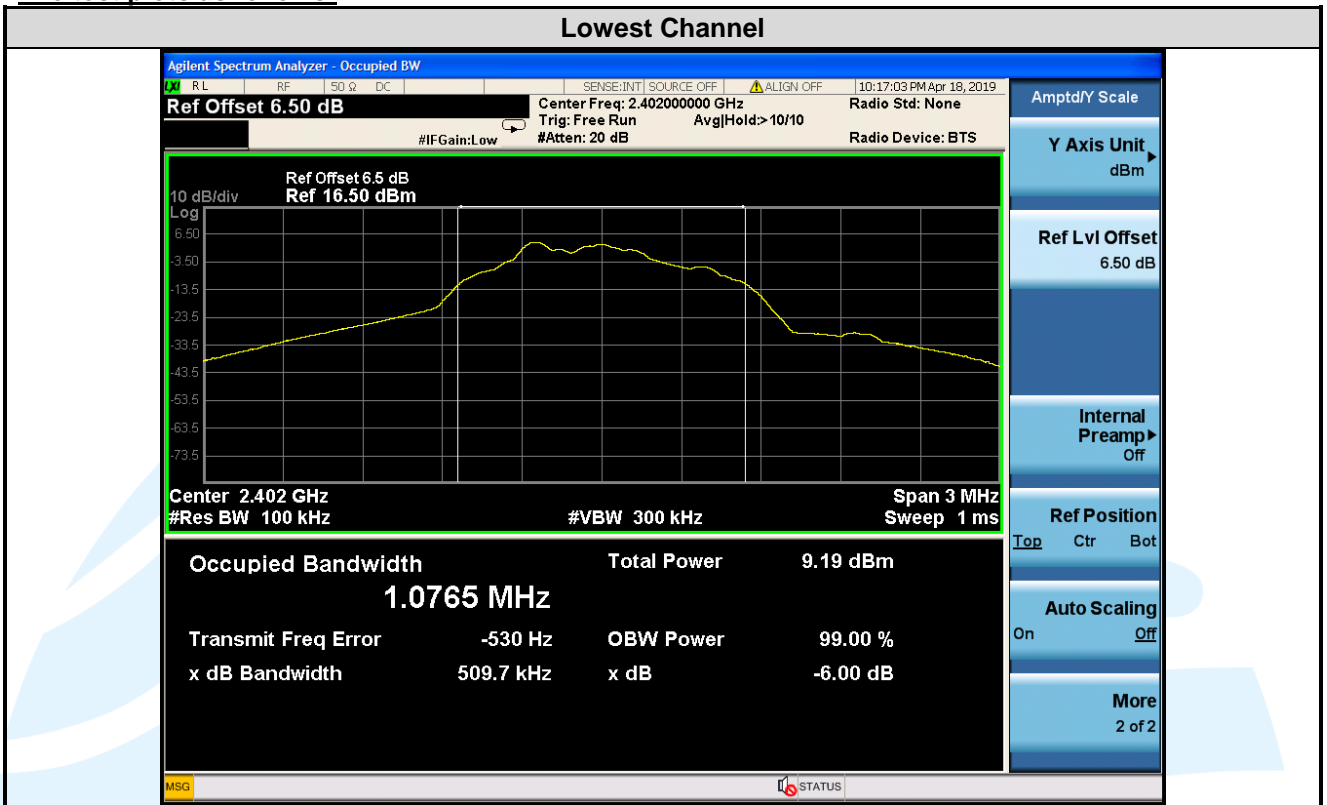 Lowest Channel
Agilent Spectrum Analyzer - Occupied BW
LXI RL RF 50 Ω DC SENSE:INT SOURCE OFF ALIGN OFF 10:17:03 PM Apr 18, 2019
Ref Offset 6.50 dB
Center Freq: 2.402000000 GHz
Radio Std: None
Trig: Free Run Avg|Hold:> 10/10
#IFGain:Low #Atten: 20 dB Radio Device: BTS
Ref Offset 6.5 dB
10 dB/div Ref 16.50 dBm
Log
6.50
-3.50
-13.5
-23.5
-33.5
-43.5
-53.5
-63.5
-73.5
Center 2.402 GHz Span 3 MHz
#Res BW 100 kHz #VBW 300 kHz Sweep 1 ms
Occupied Bandwidth Total Power 9.19 dBm
1.0765 MHz
Transmit Freq Error -530 Hz OBW Power 99.00 %
x dB Bandwidth 509.7 kHz x dB -6.00 dB
Amptd/Y Scale
Y Axis Unit
dBm
Ref Lvl Offset
6.50 dB
Internal
Preamp
Off
Ref Position
Top Ctr Bot
Auto Scaling
On Off
More
2 of 2
MSG STATUS